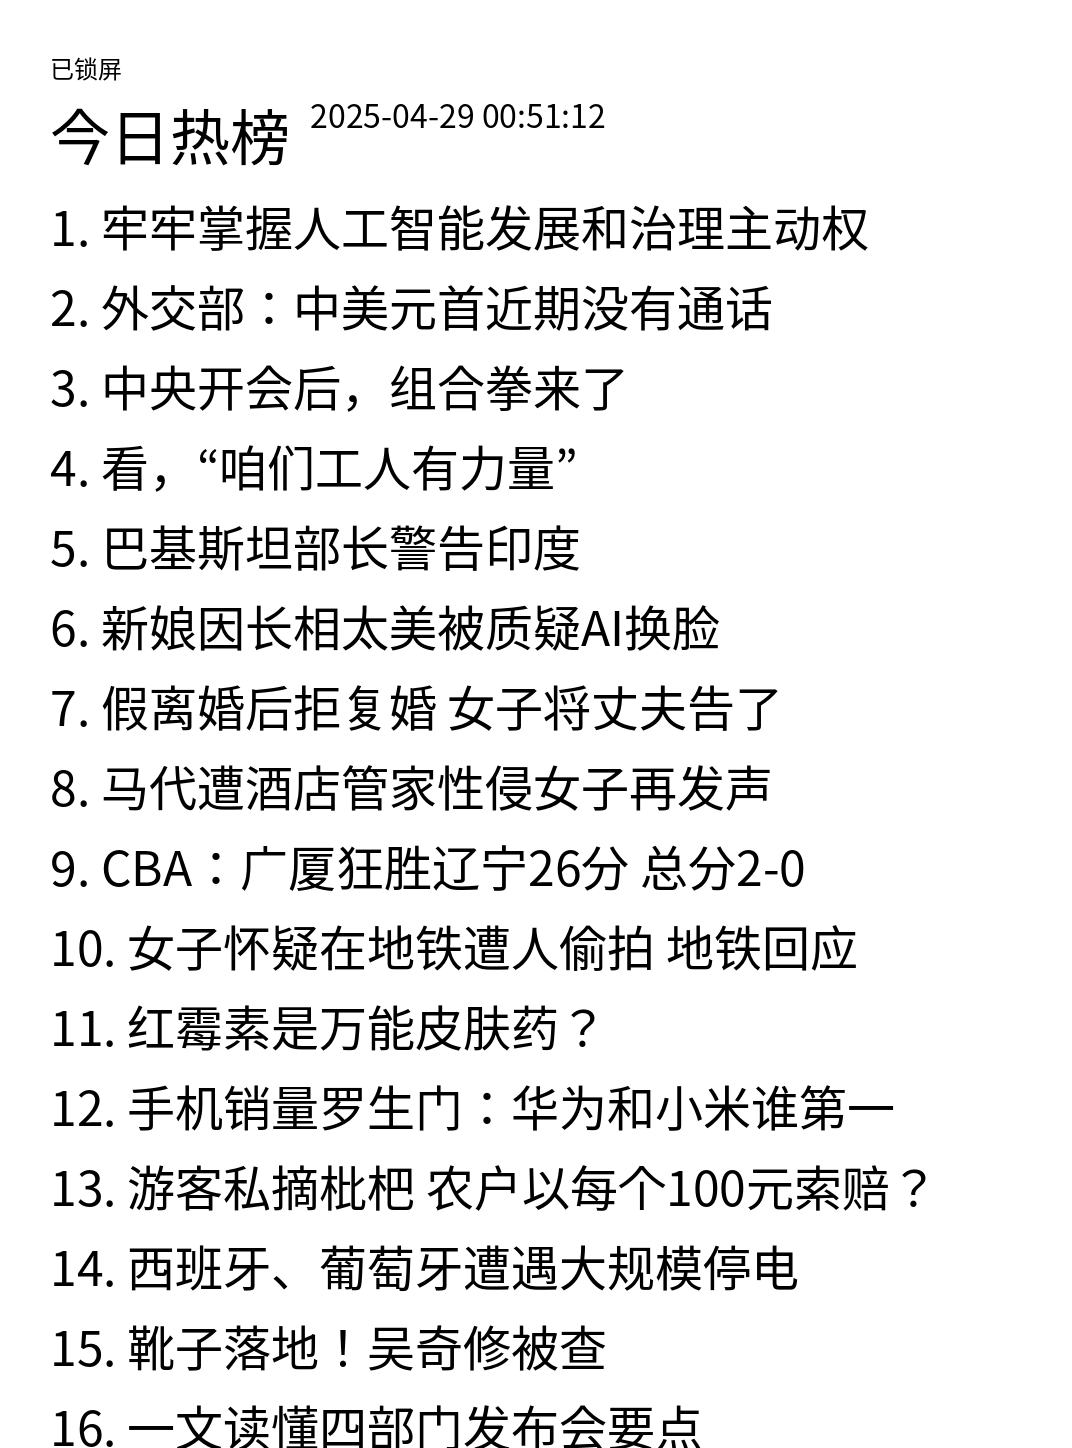 已锁屏
今日热榜 2025-04-29 00:51:12
1. 牢牢掌握人工智能发展和治理主动权
2. 外交部：中美元首近期没有通话
3. 中央开会后，组合拳来了
4. 看，“咱们工人有力量”
5. 巴基斯坦部长警告印度
6. 新娘因长相太美被质疑AI换脸
7. 假离婚后拒复婚 女子将丈夫告了
8. 马代遭酒店管家性侵女子再发声
9. CBA：广厦狂胜辽宁26分 总分2-0
10. 女子怀疑在地铁遭人偷拍 地铁回应
11. 红霉素是万能皮肤药？
12. 手机销量罗生门：华为和小米谁第一
13. 游客私摘枇杷 农户以每个100元索赔？
14. 西班牙、葡萄牙遭遇大规模停电
15. 靴子落地！吴奇修被查
16. 一文读懂四部门发布会要点